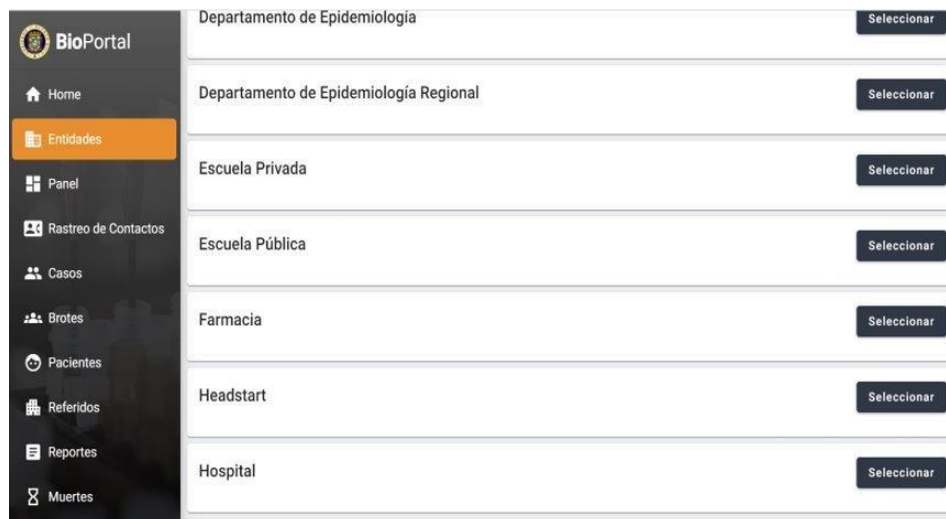 BioPortal
Home
Entidades
Panel
Rastreo de Contactos
Casos
Brotes
Pacientes
Referidos
Reportes
Muertes
Departamento de Epidemiología
Seleccionar
Departamento de Epidemiología Regional
Seleccionar
Escuela Privada
Seleccionar
Escuela Pública
Seleccionar
Farmacia
Seleccionar
Headstart
Seleccionar
Hospital
Seleccionar